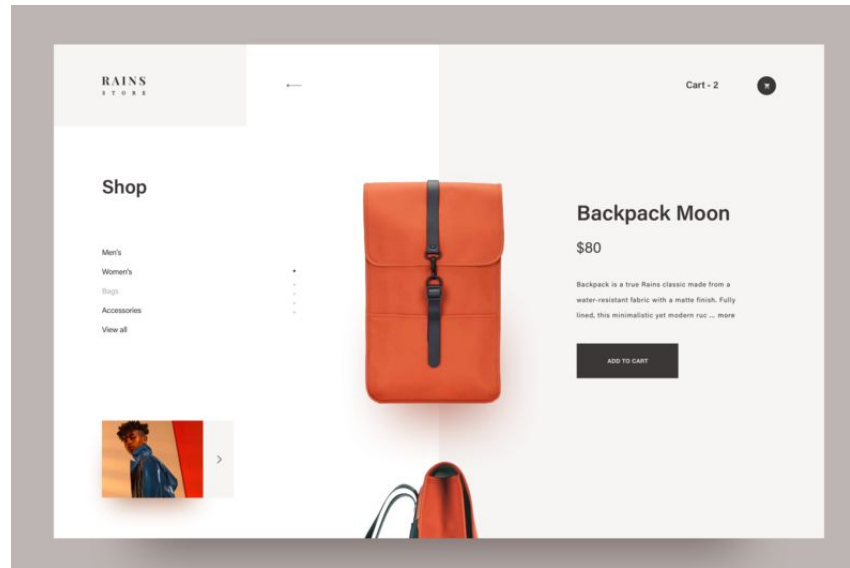 RAINS
STORE
Cart - 2
Shop
Men's
Women's
Bags
Accessories
View all
Backpack Moon
$80
Backpack is a true Rains classic made from a
water-resistant fabric with a matte finish. Fully
lined, this minimalistic yet modern ruc ... more
ADD TO CART